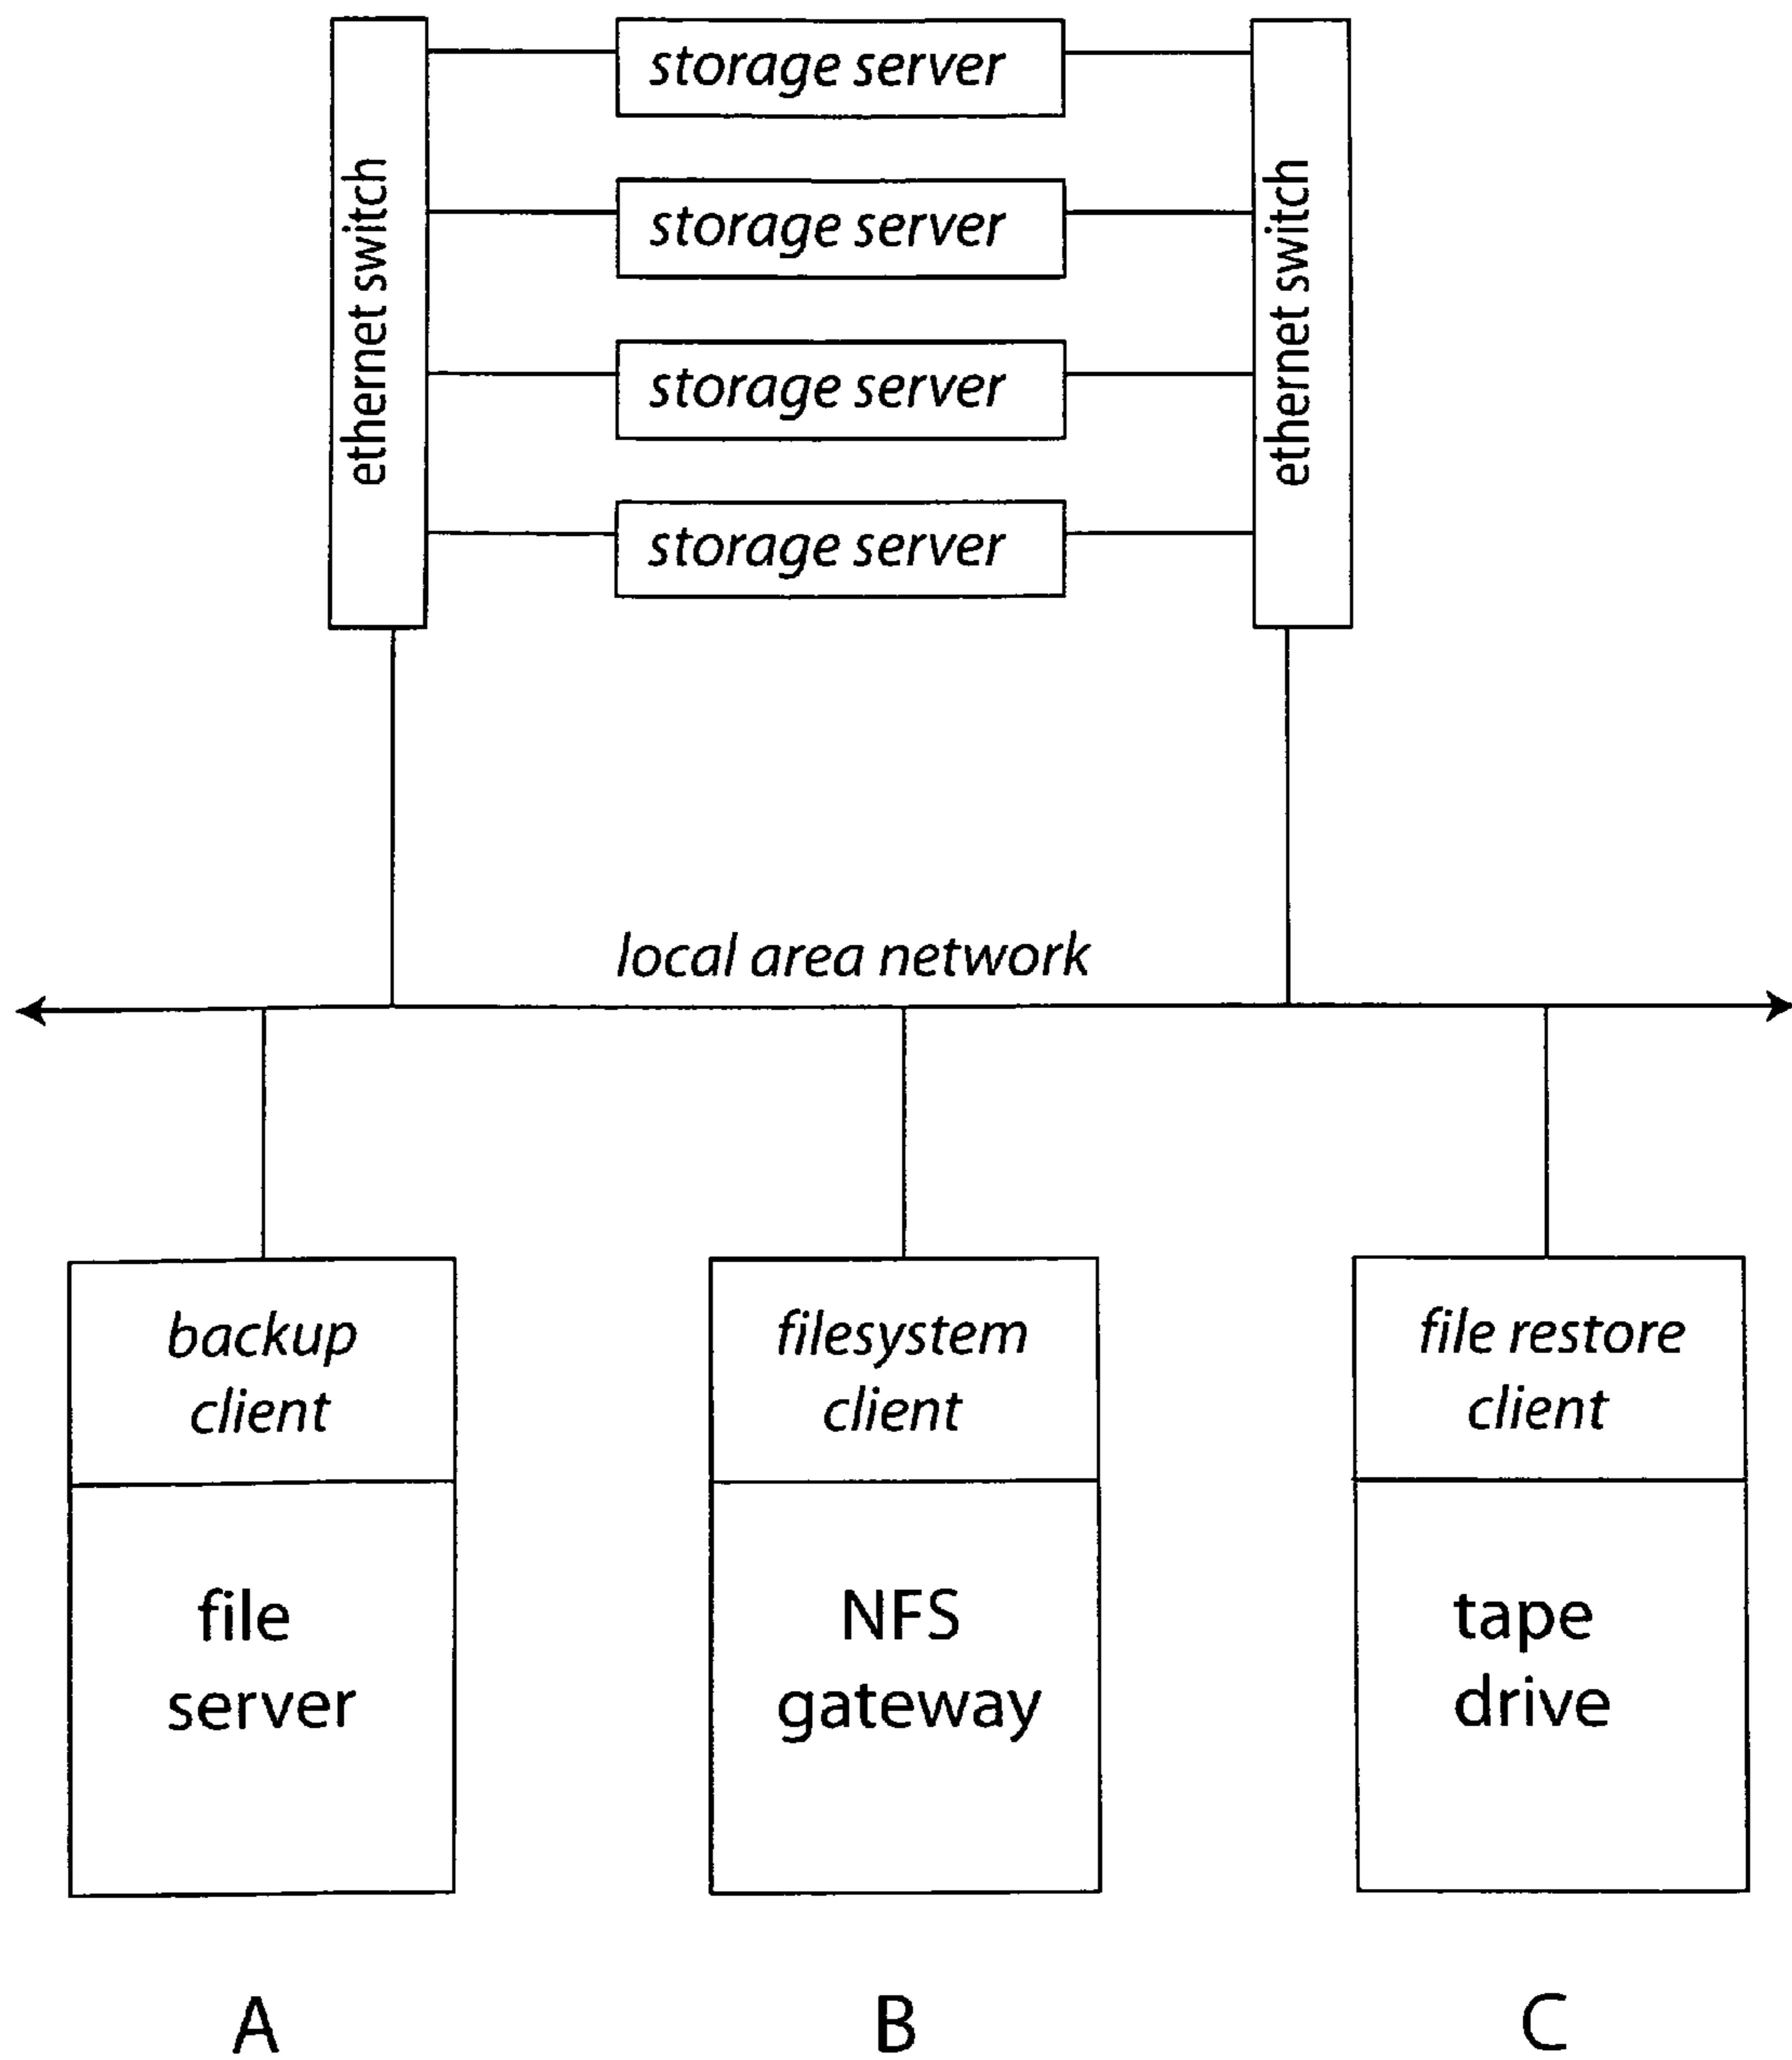 storage server
storage server
storage server
storage server
ethernet switch
ethernet switch
local area network
backup
client
file
server
filesystem
client
NFS
gateway
file restore
client
tape
drive
A
B
C